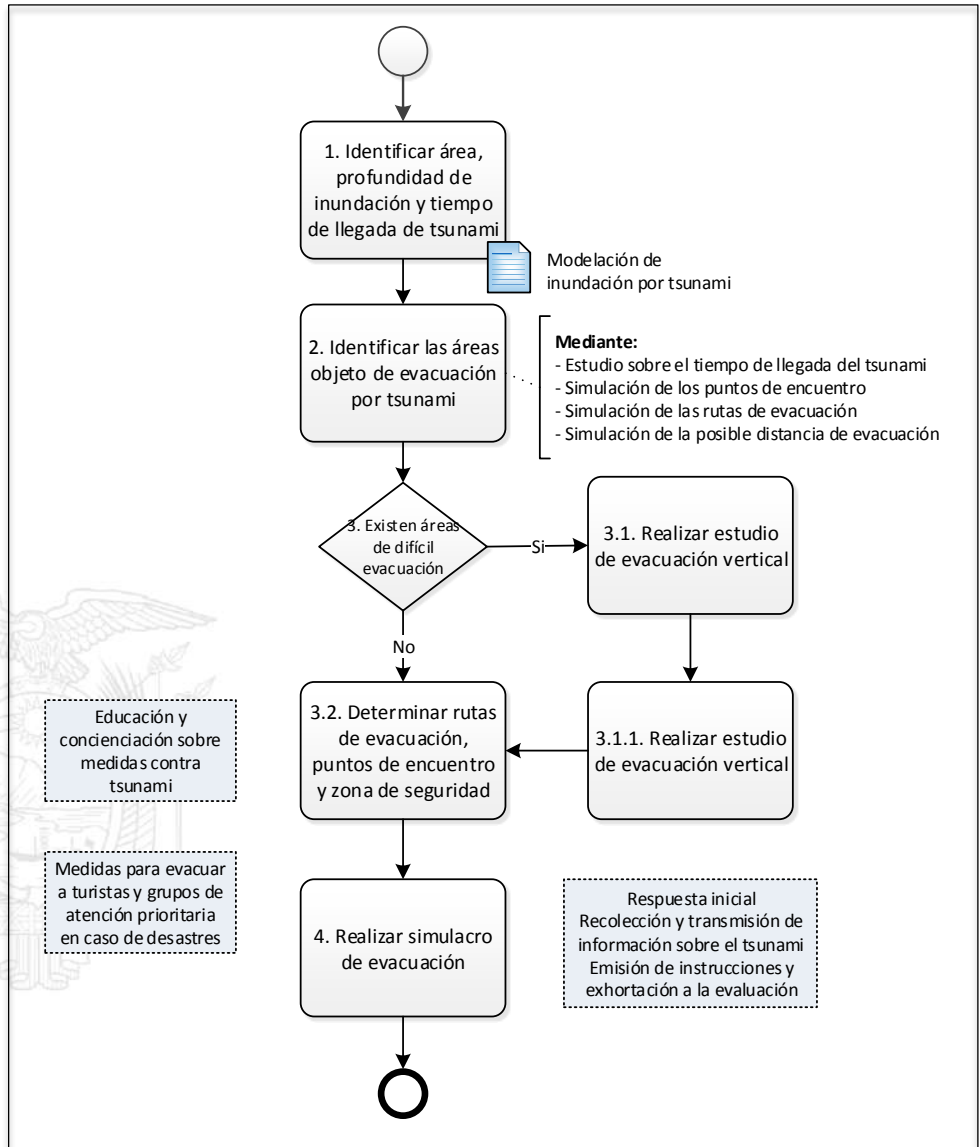 1. Identificar área,
profundidad de
inundación y tiempo
de llegada de tsunami
Modelación de
inundación por tsunami
2. Identificar las áreas
objeto de evacuación
por tsunami
Mediante:
- Estudio sobre el tiempo de llegada del tsunami
- Simulación de los puntos de encuentro
- Simulación de las rutas de evacuación
- Simulación de la posible distancia de evacuación
3. Existen áreas
de difícil
evacuación
Si
3.1. Realizar estudio
de evacuación vertical
No
3.2. Determinar rutas
de evacuación,
puntos de encuentro
y zona de seguridad
3.1.1. Realizar estudio
de evacuación vertical
Educación y
concienciación sobre
medidas contra
tsunami
Medidas para evacuar
a turistas y grupos de
atención prioritaria
en caso de desastres
4. Realizar simulacro
de evacuación
Respuesta inicial
Recolección y transmisión de
información sobre el tsunami
Emisión de instrucciones y
exhortación a la evaluación